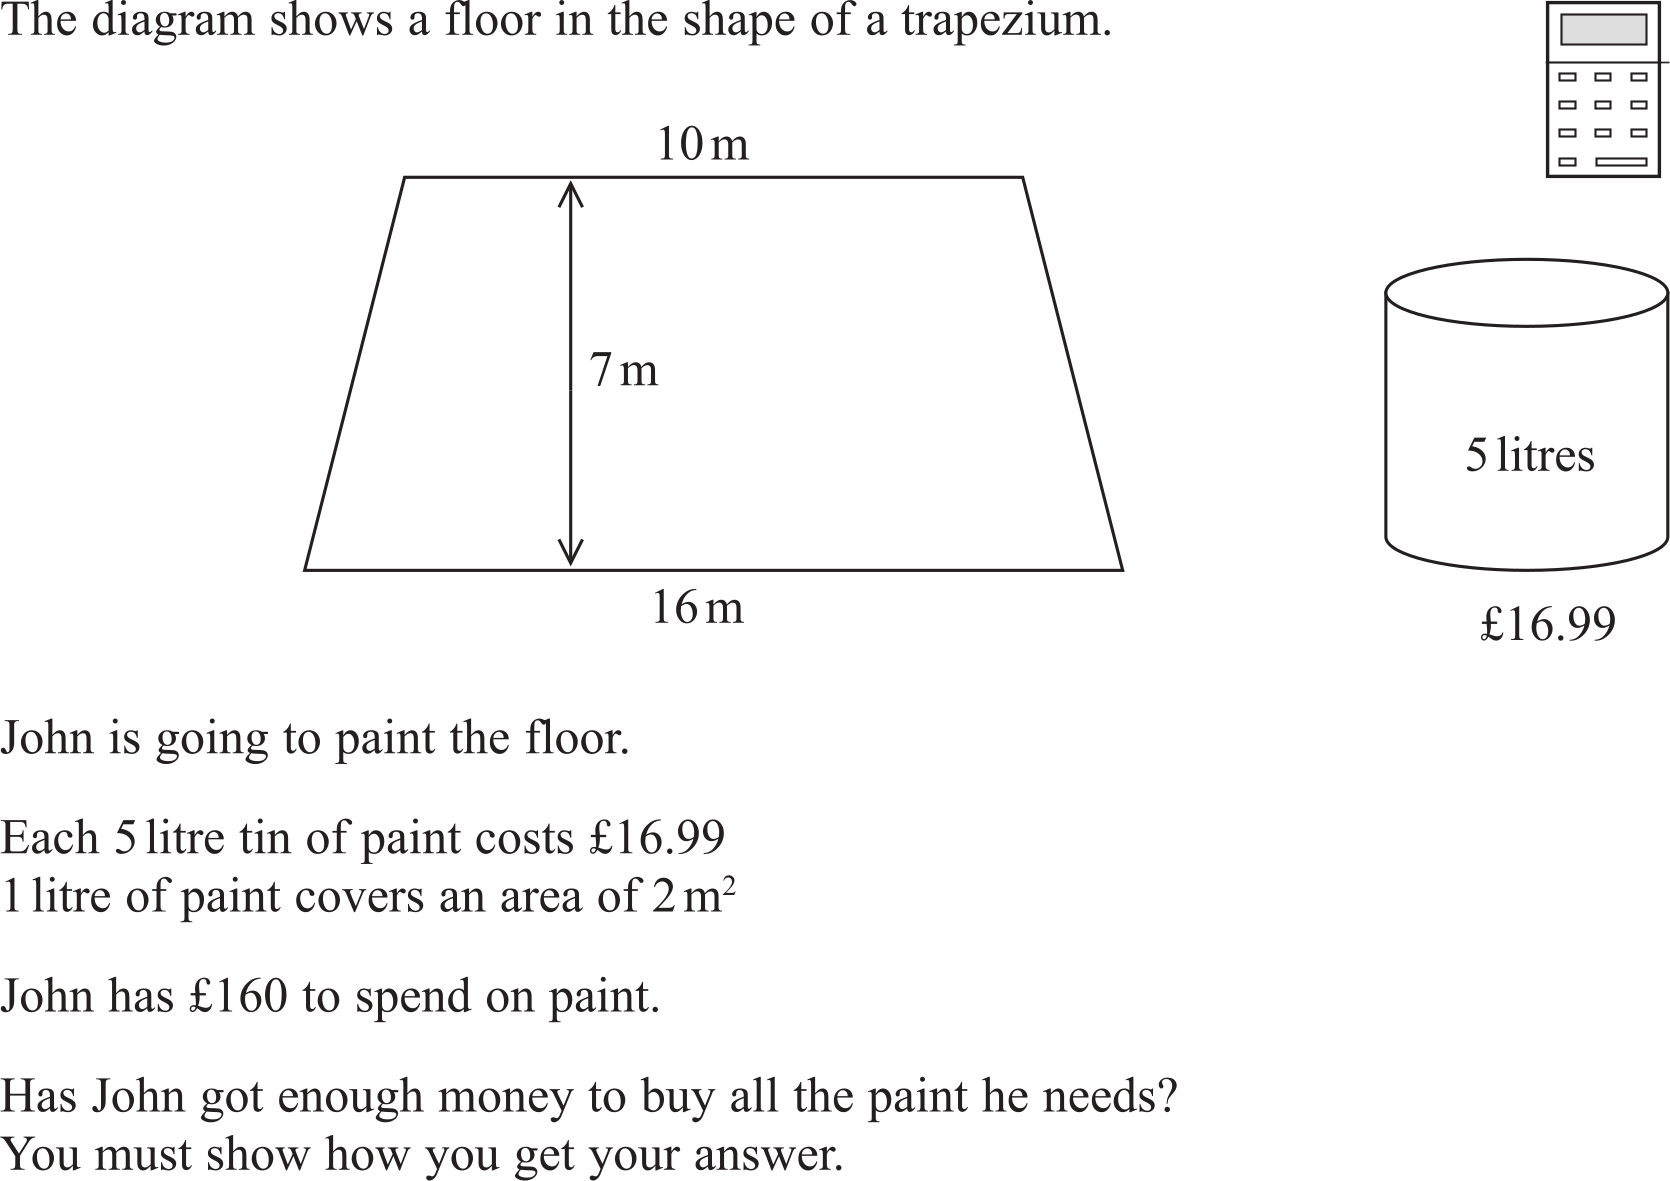 The diagram shows a floor in the shape of a trapezium.
10 m
7 m
16 m
5 litres
£16.99
John is going to paint the floor.
Each 5 litre tin of paint costs £16.99
1 litre of paint covers an area of 2 m²
John has £160 to spend on paint.
Has John got enough money to buy all the paint he needs?
You must show how you get your answer.